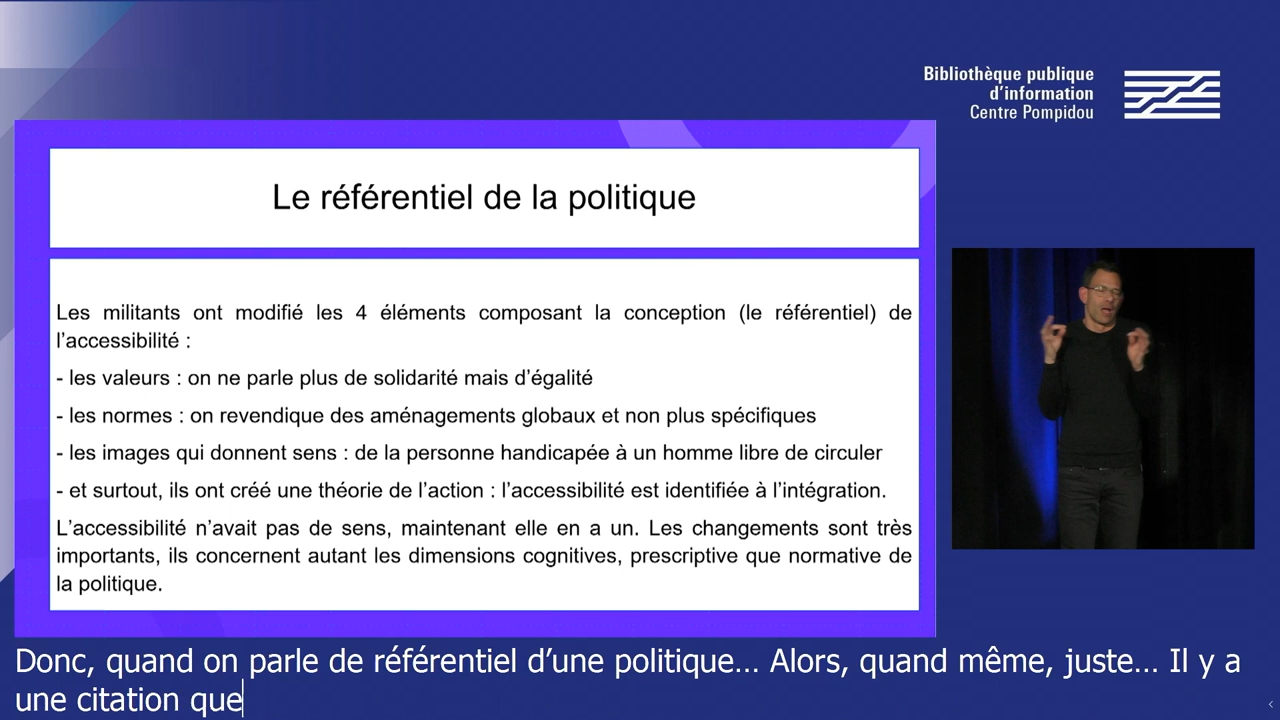 Bibliothèque publique
d’information
Centre Pompidou
Le référentiel de la politique
Les militants ont modifié les 4 éléments composant la conception (le référentiel) de
l’accessibilité :
- les valeurs : on ne parle plus de solidarité mais d’égalité
- les normes : on revendique des aménagements globaux et non plus spécifiques
- les images qui donnent sens : de la personne handicapée à un homme libre de circuler
- et surtout, ils ont créé une théorie de l’action : l’accessibilité est identifiée à l’intégration.
L’accessibilité n’avait pas de sens, maintenant elle en a un. Les changements sont très
importants, ils concernent autant les dimensions cognitives, prescriptive que normative de
la politique.
Donc, quand on parle de référentiel d’une politique… Alors, quand même, juste… Il y a
une citation que